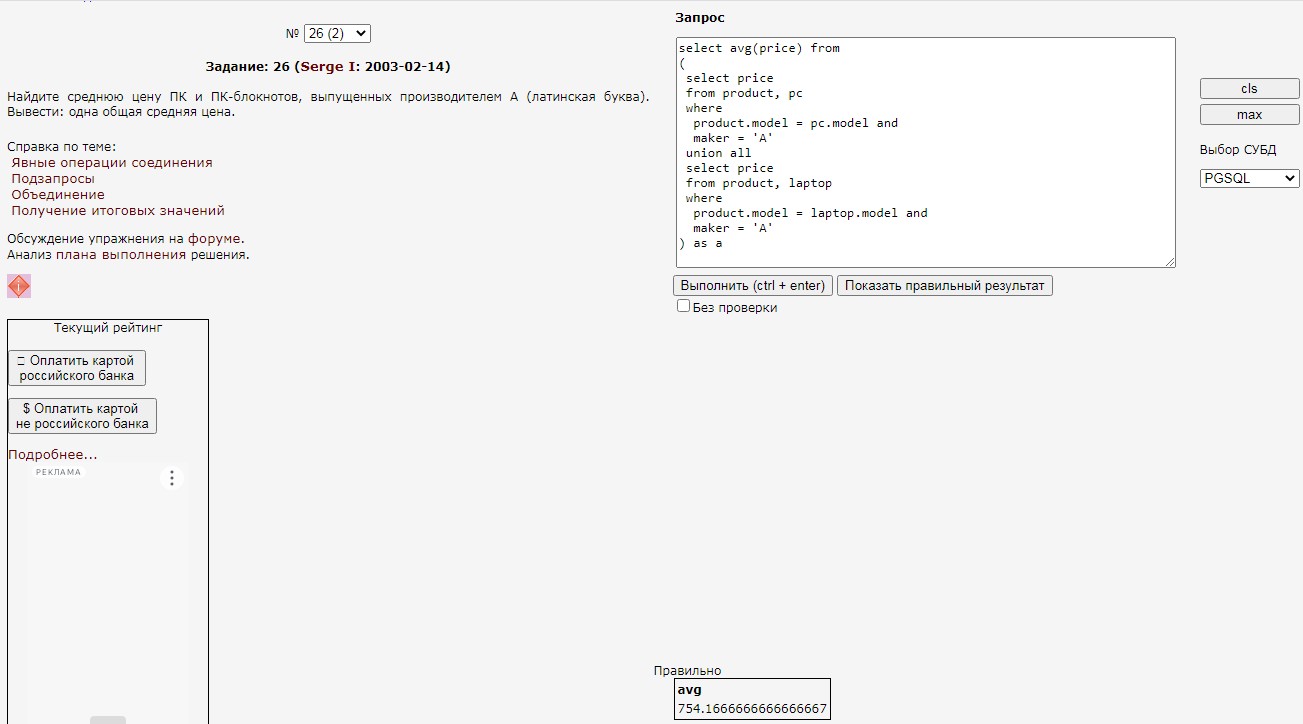 № 26 (2)
Задание: 26 (Serge I: 2003-02-14)
Найдите среднюю цену ПК и ПК-блокнотов, выпущенных производителем A (латинская буква).
Вывести: одна общая средняя цена.
Справка по теме:
Явные операции соединения
Подзапросы
Объединение
Получение итоговых значений
Обсуждение упражнения на форуме.
Анализ плана выполнения решения.
Текущий рейтинг
Оплатить картой
российского банка
$ Оплатить картой
не российского банка
Подробнее...
РЕКЛАМА
Запрос
select avg(price) from
(
select price
from product, pc
where
product.model = pc.model and
maker = 'A'
union all
select price
from product, laptop
where
product.model = laptop.model and
maker = 'A'
) as a
Выполнить (ctrl + enter) Показать правильный результат
Без проверки
cls
max
Выбор СУБД
PGSQL
Правильно
avg
754.1666666666666667